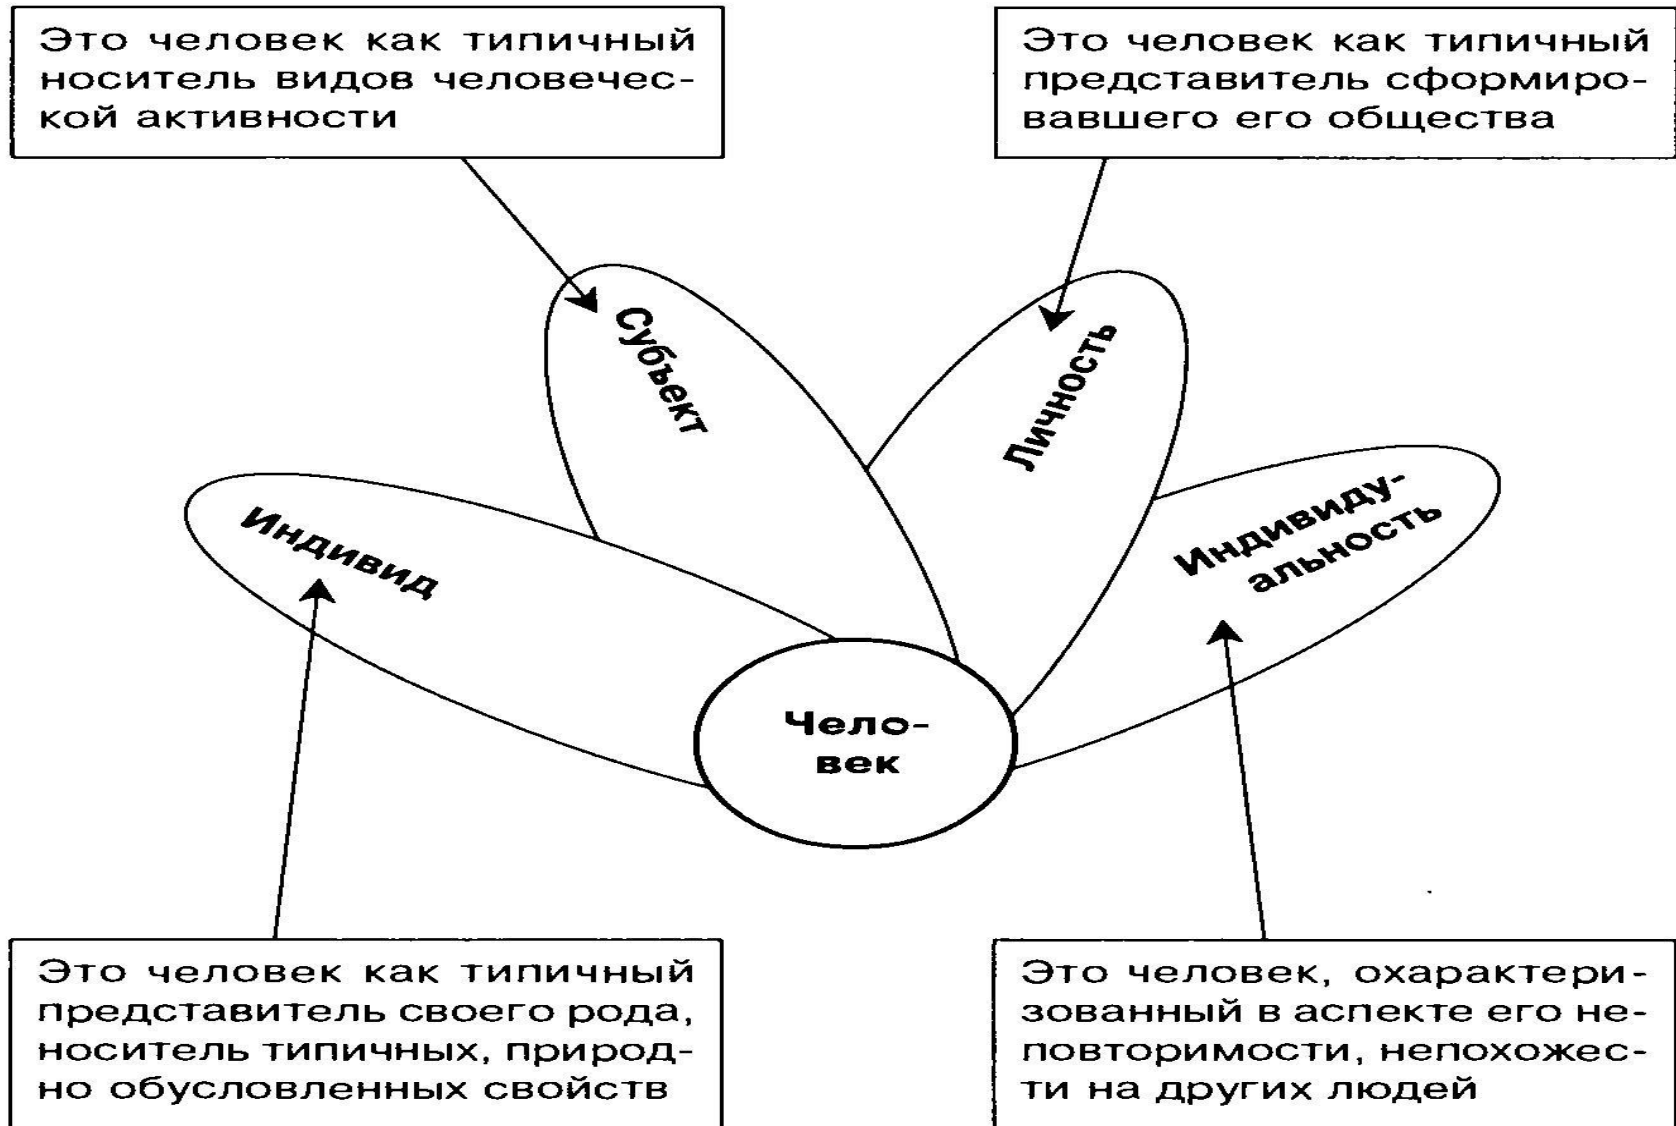 Это человек как типичный
носитель видов человечес-
кой активности
Это человек как типичный
представитель сформиро-
вавшего его общества
Субъект
Личность
Индивид
Индивиду-
альность
Чело-
век
Это человек как типичный
представитель своего рода,
носитель типичных, природ-
но обусловленных свойств
Это человек, охарактери-
зованный в аспекте его не-
повторимости, непохожес-
ти на других людей